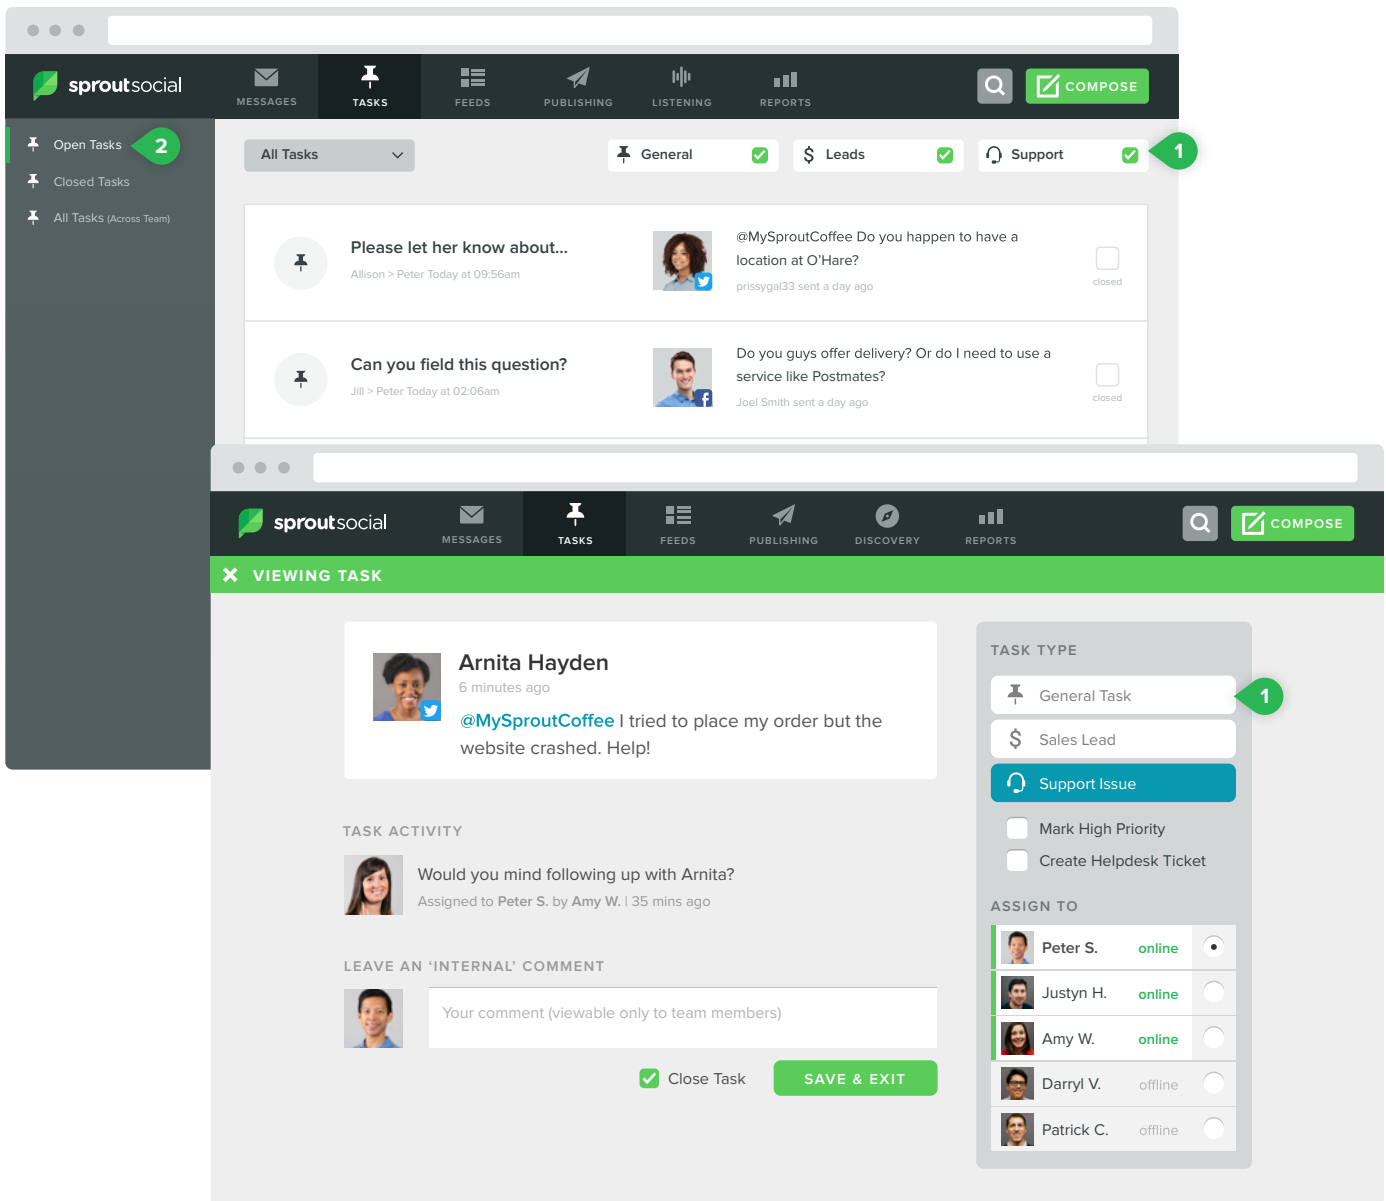 sproutsocial
MESSAGES
TASKS
FEEDS
PUBLISHING
LISTENING
REPORTS
COMPOSE
Open Tasks
2
Closed Tasks
All Tasks (Across Team)
All Tasks
General
Leads
Support
1
Please let her know about...
Allison > Peter Today at 09:56am
@MySproutCoffee Do you happen to have a
location at O'Hare?
prissygal33 sent a day ago
closed
Can you field this question?
Jill > Peter Today at 02:06am
Do you guys offer delivery? Or do I need to use a
service like Postmates?
Joel Smith sent a day ago
closed
sproutsocial
MESSAGES
TASKS
FEEDS
PUBLISHING
DISCOVERY
REPORTS
COMPOSE
VIEWING TASK
Arnita Hayden
6 minutes ago
@MySproutCoffee I tried to place my order but the
website crashed. Help!
TASK ACTIVITY
Would you mind following up with Arnita?
Assigned to Peter S. by Amy W. | 35 mins ago
LEAVE AN ‘INTERNAL’ COMMENT
Your comment (viewable only to team members)
Close Task
SAVE & EXIT
TASK TYPE
General Task
1
Sales Lead
Support Issue
Mark High Priority
Create Helpdesk Ticket
ASSIGN TO
Peter S. online
Justyn H. online
Amy W. online
Darryl V. offline
Patrick C. offline